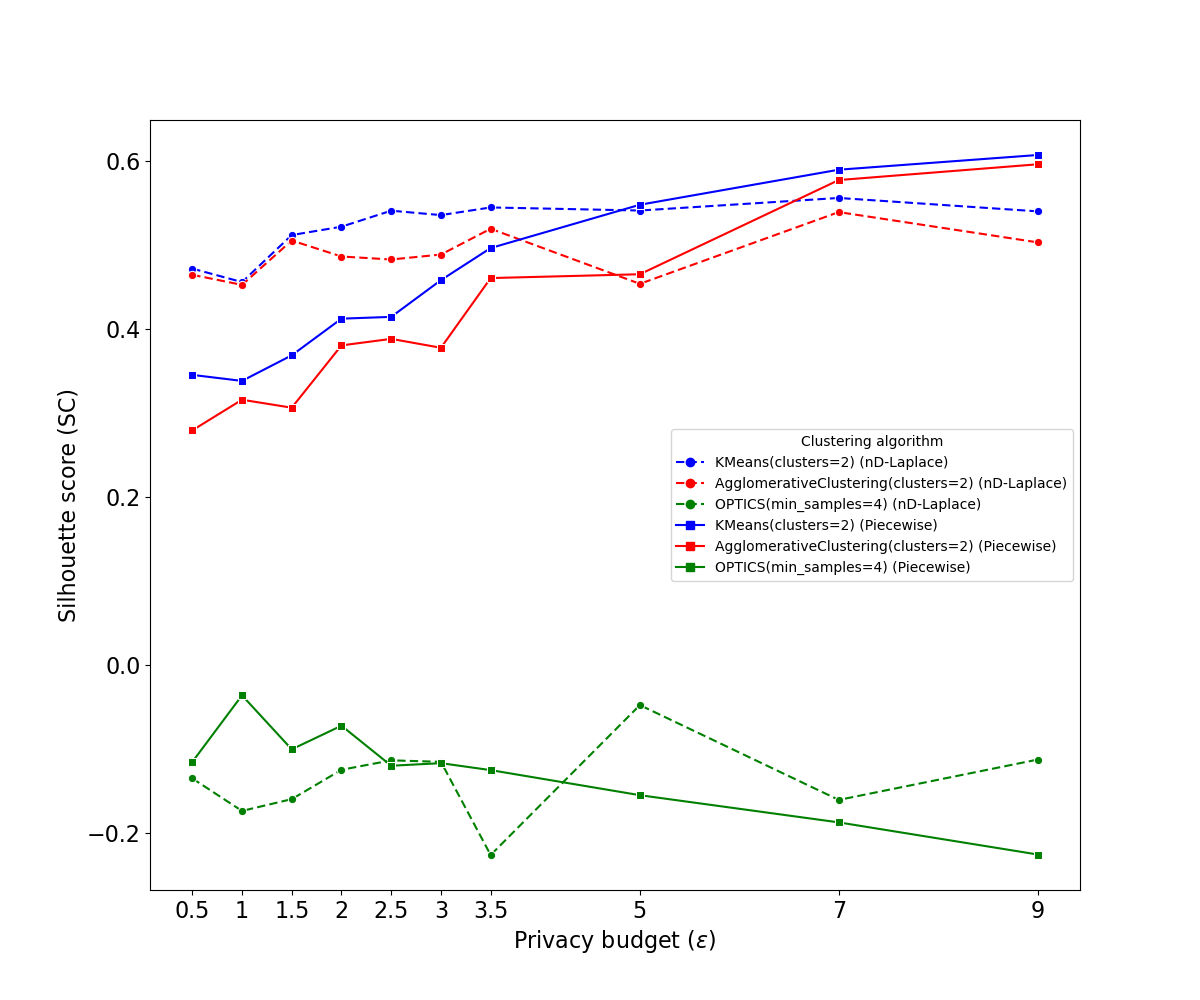 0.6
0.4
0.2
0.0
−0.2
Silhouette score (SC)
Clustering algorithm
KMeans(clusters=2) (nD-Laplace)
AgglomerativeClustering(clusters=2) (nD-Laplace)
OPTICS(min_samples=4) (nD-Laplace)
KMeans(clusters=2) (Piecewise)
AgglomerativeClustering(clusters=2) (Piecewise)
OPTICS(min_samples=4) (Piecewise)
0.5 1 1.5 2 2.5 3 3.5 5 7 9
Privacy budget (ε)